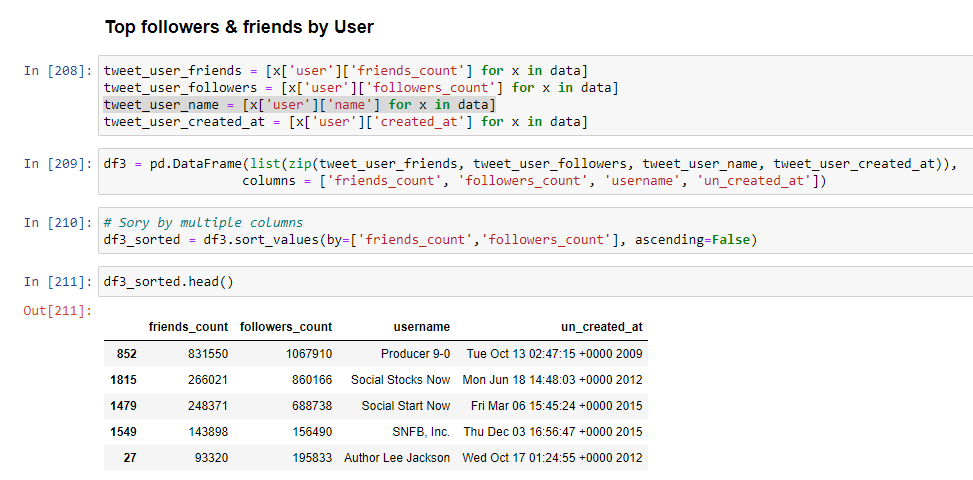 Top followers & friends by User
In [208]: tweet_user_friends = [x['user']['friends_count'] for x in data]
tweet_user_followers = [x['user']['followers_count'] for x in data]
tweet_user_name = [x['user']['name'] for x in data]
tweet_user_created_at = [x['user']['created_at'] for x in data]
In [209]: df3 = pd.DataFrame(list(zip(tweet_user_friends, tweet_user_followers, tweet_user_name, tweet_user_created_at)),
columns = ['friends_count', 'followers_count', 'username', 'un_created_at'])
In [210]: # Sory by multiple columns
df3_sorted = df3.sort_values(by=['friends_count','followers_count'], ascending=False)
In [211]: df3_sorted.head()
Out[211]:
friends_count followers_count username un_created_at
852 831550 1067910 Producer 9-0 Tue Oct 13 02:47:15 +0000 2009
1815 266021 860166 Social Stocks Now Mon Jun 18 14:48:03 +0000 2012
1479 248371 688738 Social Start Now Fri Mar 06 15:45:24 +0000 2015
1549 143898 156490 SNFB, Inc. Thu Dec 03 16:56:47 +0000 2015
27 93320 195833 Author Lee Jackson Wed Oct 17 01:24:55 +0000 2012